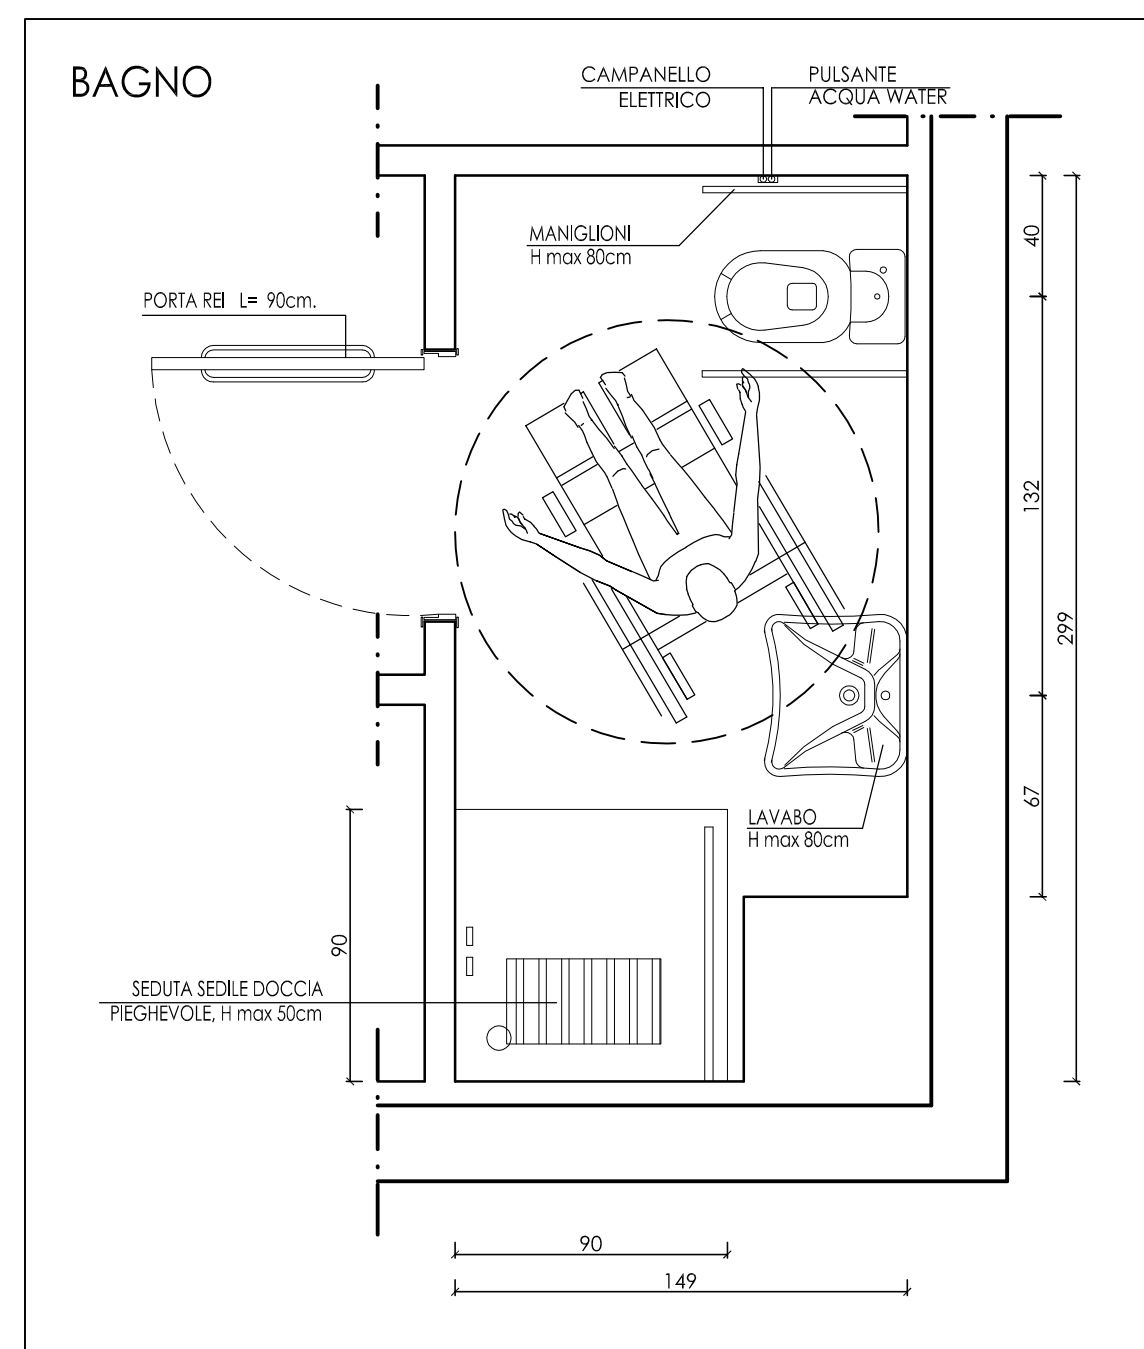 BAGNO
CAMPANELLO
ELETTRICO
PULSANTE
ACQUA WATER
MANIGLIONI
H max 80cm
40
PORTA REI L= 90cm.
132
299
67
LAVABO
H max 80cm
90
SEDUTA SEDILE DOCCIA
PIEGHEVOLE, H max 50cm
90
149